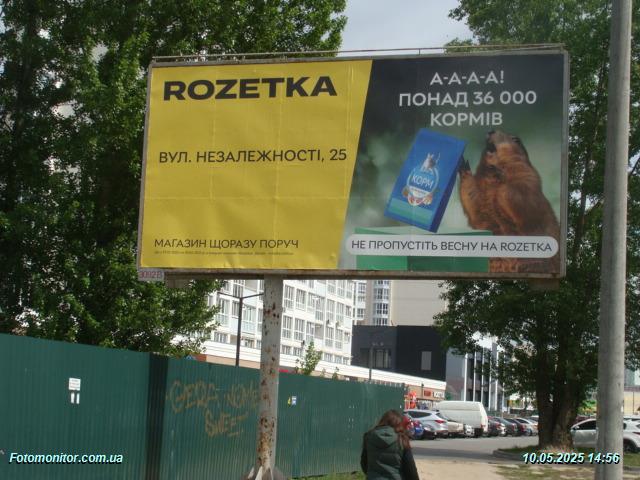 ROZETKA
ВУЛ. НЕЗАЛЕЖНОСТІ, 25
МАГАЗИН ЩОРАЗУ ПОРУЧ
А-А-А-А!
ПОНАД 36 000
КОРМІВ
КОРМ
НЕ ПРОПУСТІТЬ ВЕСНУ НА ROZETKA
3092В
Fotomonitor.com.ua
10.05.2025 14:56